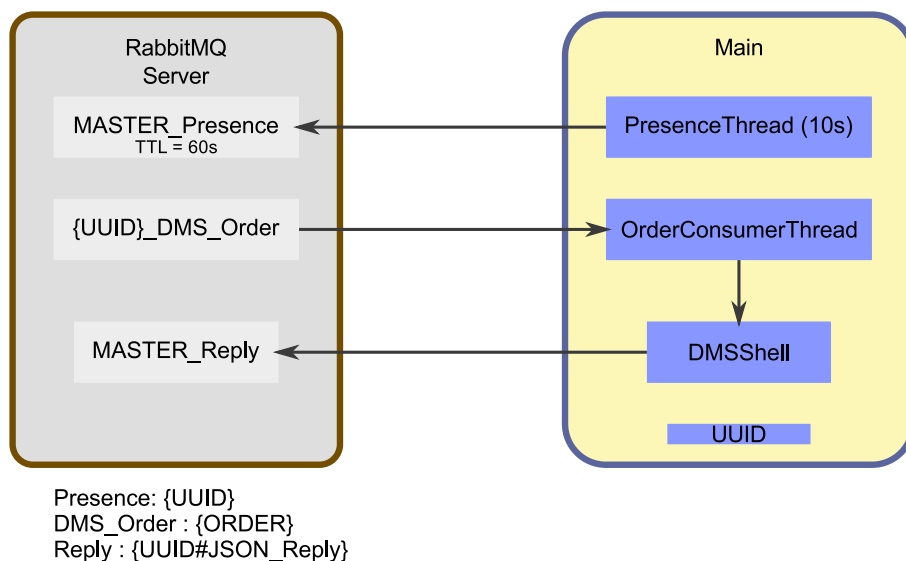 RabbitMQ
Server
MASTER_Presence
TTL = 60s
{UUID}_DMS_Order
MASTER_Reply
Main
PresenceThread (10s)
OrderConsumerThread
DMSShell
UUID
Presence: {UUID}
DMS_Order : {ORDER}
Reply : {UUID#JSON_Reply}